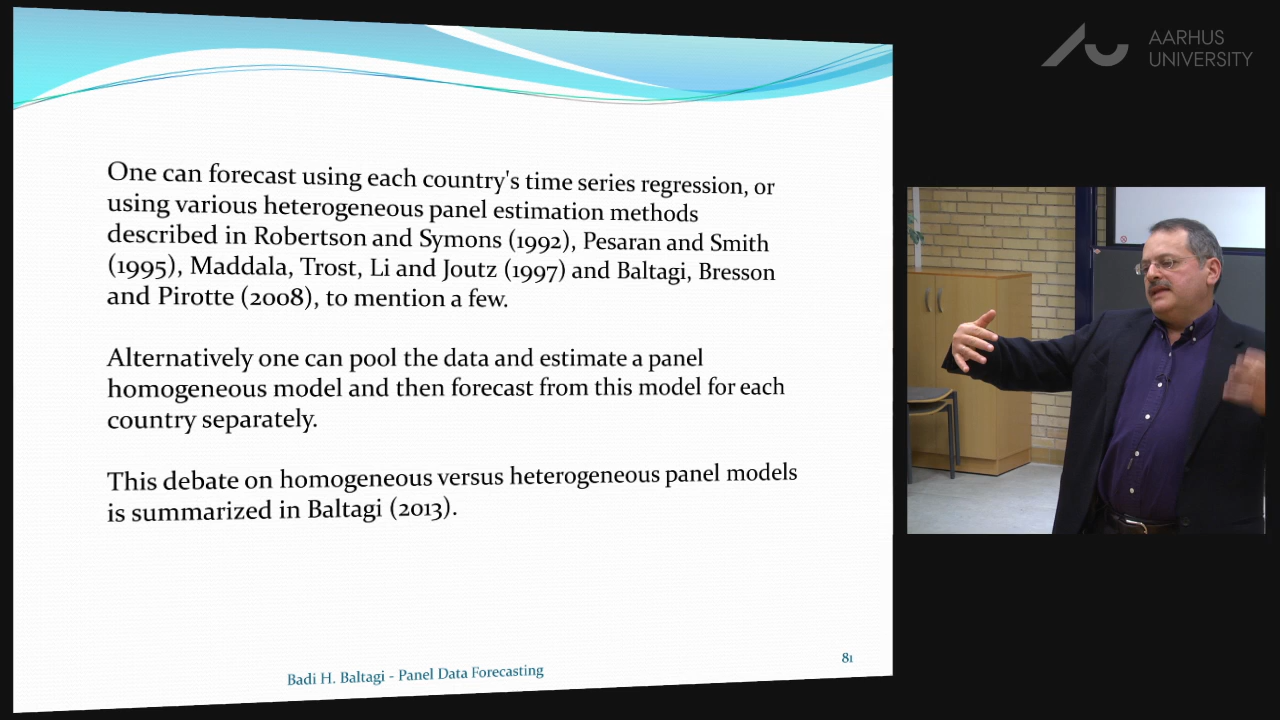 One can forecast using each country's time series regression, or
using various heterogeneous panel estimation methods
described in Robertson and Symons (1992), Pesaran and Smith
(1995), Maddala, Trost, Li and Joutz (1997) and Baltagi, Bresson
and Pirotte (2008), to mention a few.
Alternatively one can pool the data and estimate a panel
homogeneous model and then forecast from this model for each
country separately.
This debate on homogeneous versus heterogeneous panel models
is summarized in Baltagi (2013).
Badi H. Baltagi - Panel Data Forecasting
81
AARHUS
UNIVERSITY